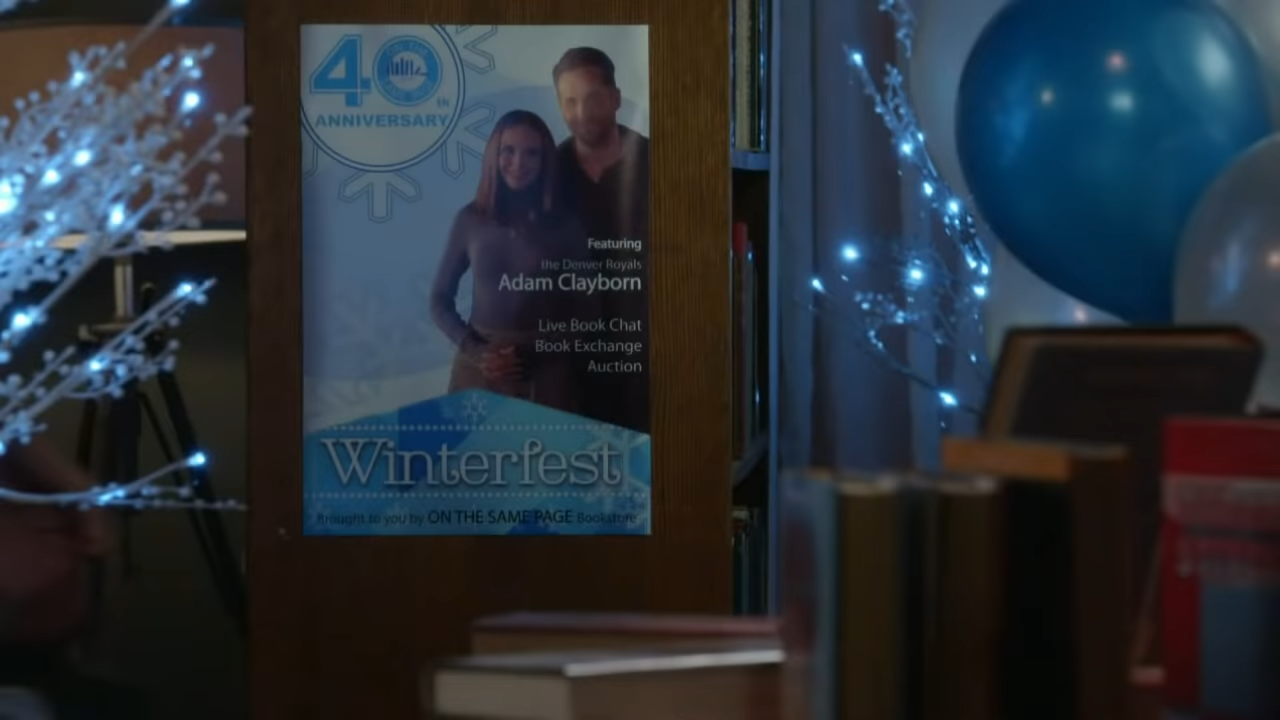 40
TH
ANNIVERSARY
Featuring
the Denver Royals
Adam Clayborn
Live Book Chat
Book Exchange
Auction
Winterfest
Brought to you by ON THE SAME PAGE Bookstore